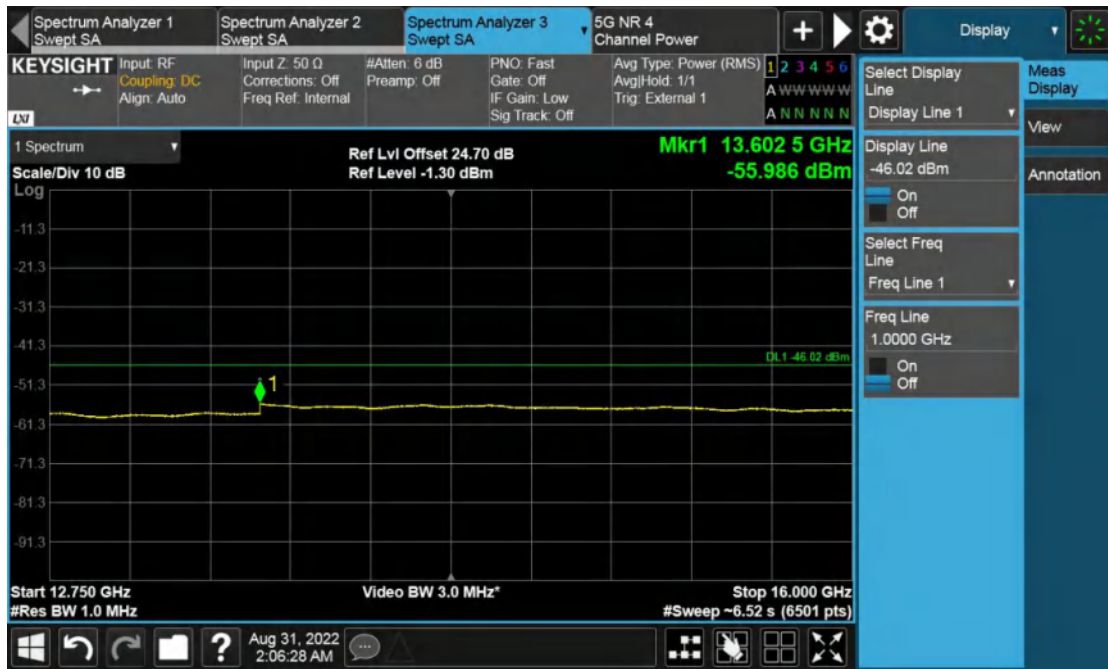 Spectrum Analyzer 1
Swept SA
Spectrum Analyzer 2
Swept SA
Spectrum Analyzer 3
Swept SA
5G NR 4
Channel Power
+
Display
KEYSIGHT
LXI
Input: RF
Coupling: DC
Align: Auto
Input Z: 50 Ω
Corrections: Off
Freq Ref: Internal
#Atten: 6 dB
Preamp: Off
PNO: Fast
Gate: Off
IF Gain: Low
Sig Track: Off
Avg Type: Power (RMS)
Avg|Hold: 1/1
Trig: External 1
1 2 3 4 5 6
A W W W W W
A N N N N N
1 Spectrum
Scale/Div 10 dB
Log
Ref Lvl Offset 24.70 dB
Ref Level -1.30 dBm
Mkr1 13.602 5 GHz
-55.986 dBm
-11.3
-21.3
-31.3
-41.3
DL1 -46.02 dBm
-51.3
1
-61.3
-71.3
-81.3
-91.3
Start 12.750 GHz
#Res BW 1.0 MHz
Video BW 3.0 MHz*
Stop 16.000 GHz
#Sweep ~6.52 s (6501 pts)
?
Aug 31, 2022
2:06:28 AM
Select Display
Line
Display Line 1
Display Line
-46.02 dBm
On
Off
Select Freq
Line
Freq Line 1
Freq Line
1.0000 GHz
On
Off
Meas
Display
View
Annotation